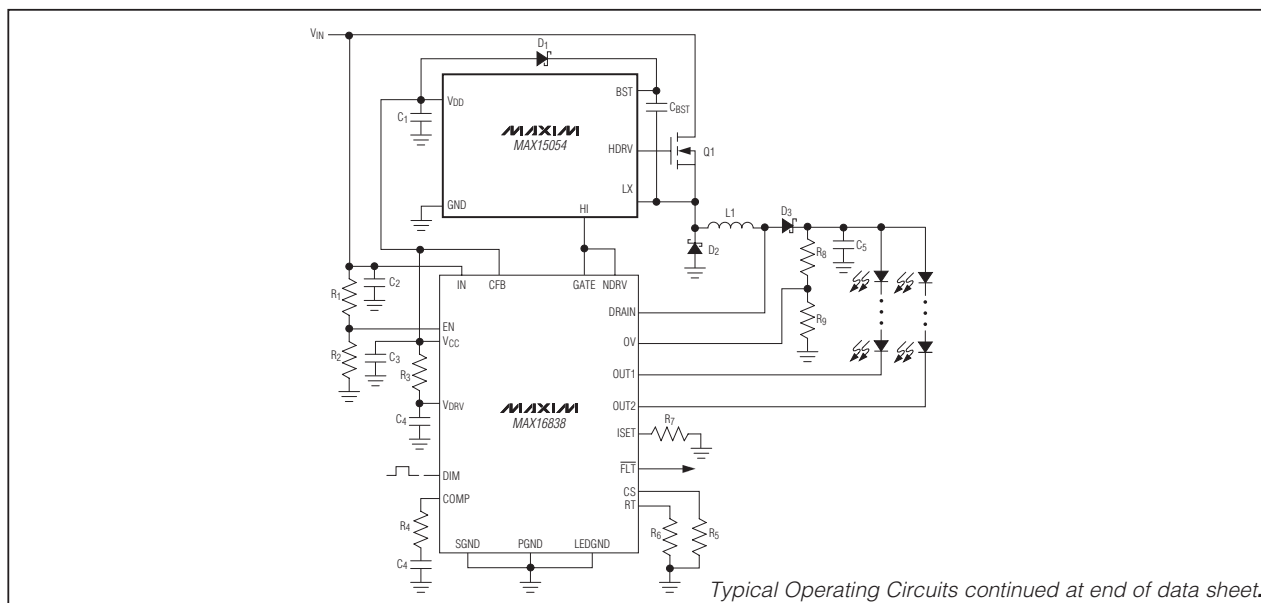 VIN
D1
VDD
BST
C1
CBST
MAXIM
MAX15054
HDRV
Q1
LX
GND
HI
L1
D3
D2
R8
C5
C2
IN
CFB
GATE
NDRV
R1
DRAIN
R9
EN
OV
VCC
R2
C3
R3
OUT1
VDRV
MAXIM
MAX16838
OUT2
C4
ISET
R7
DIM
FLT
COMP
CS
RT
R4
R6
R5
SGND
PGND
LEDGND
C4
Typical Operating Circuits continued at end of data sheet.